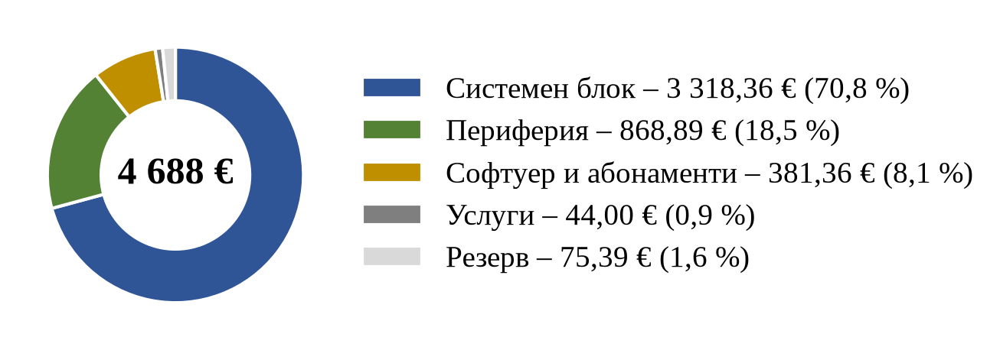 4 688 €
Системен блок – 3 318,36 € (70,8 %)
Периферия – 868,89 € (18,5 %)
Софтуер и абонаменти – 381,36 € (8,1 %)
Услуги – 44,00 € (0,9 %)
Резерв – 75,39 € (1,6 %)